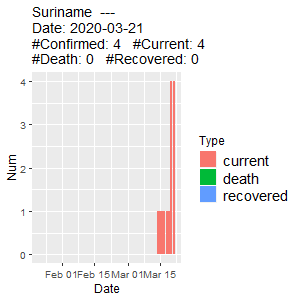 Suriname  ---
Date: 2020-03-21
#Confirmed: 4   #Current: 4
#Death: 0   #Recovered: 0
4
3
2
1
0
Num
Feb 01 Feb 15 Mar 01 Mar 15
Date
Type
current
death
recovered